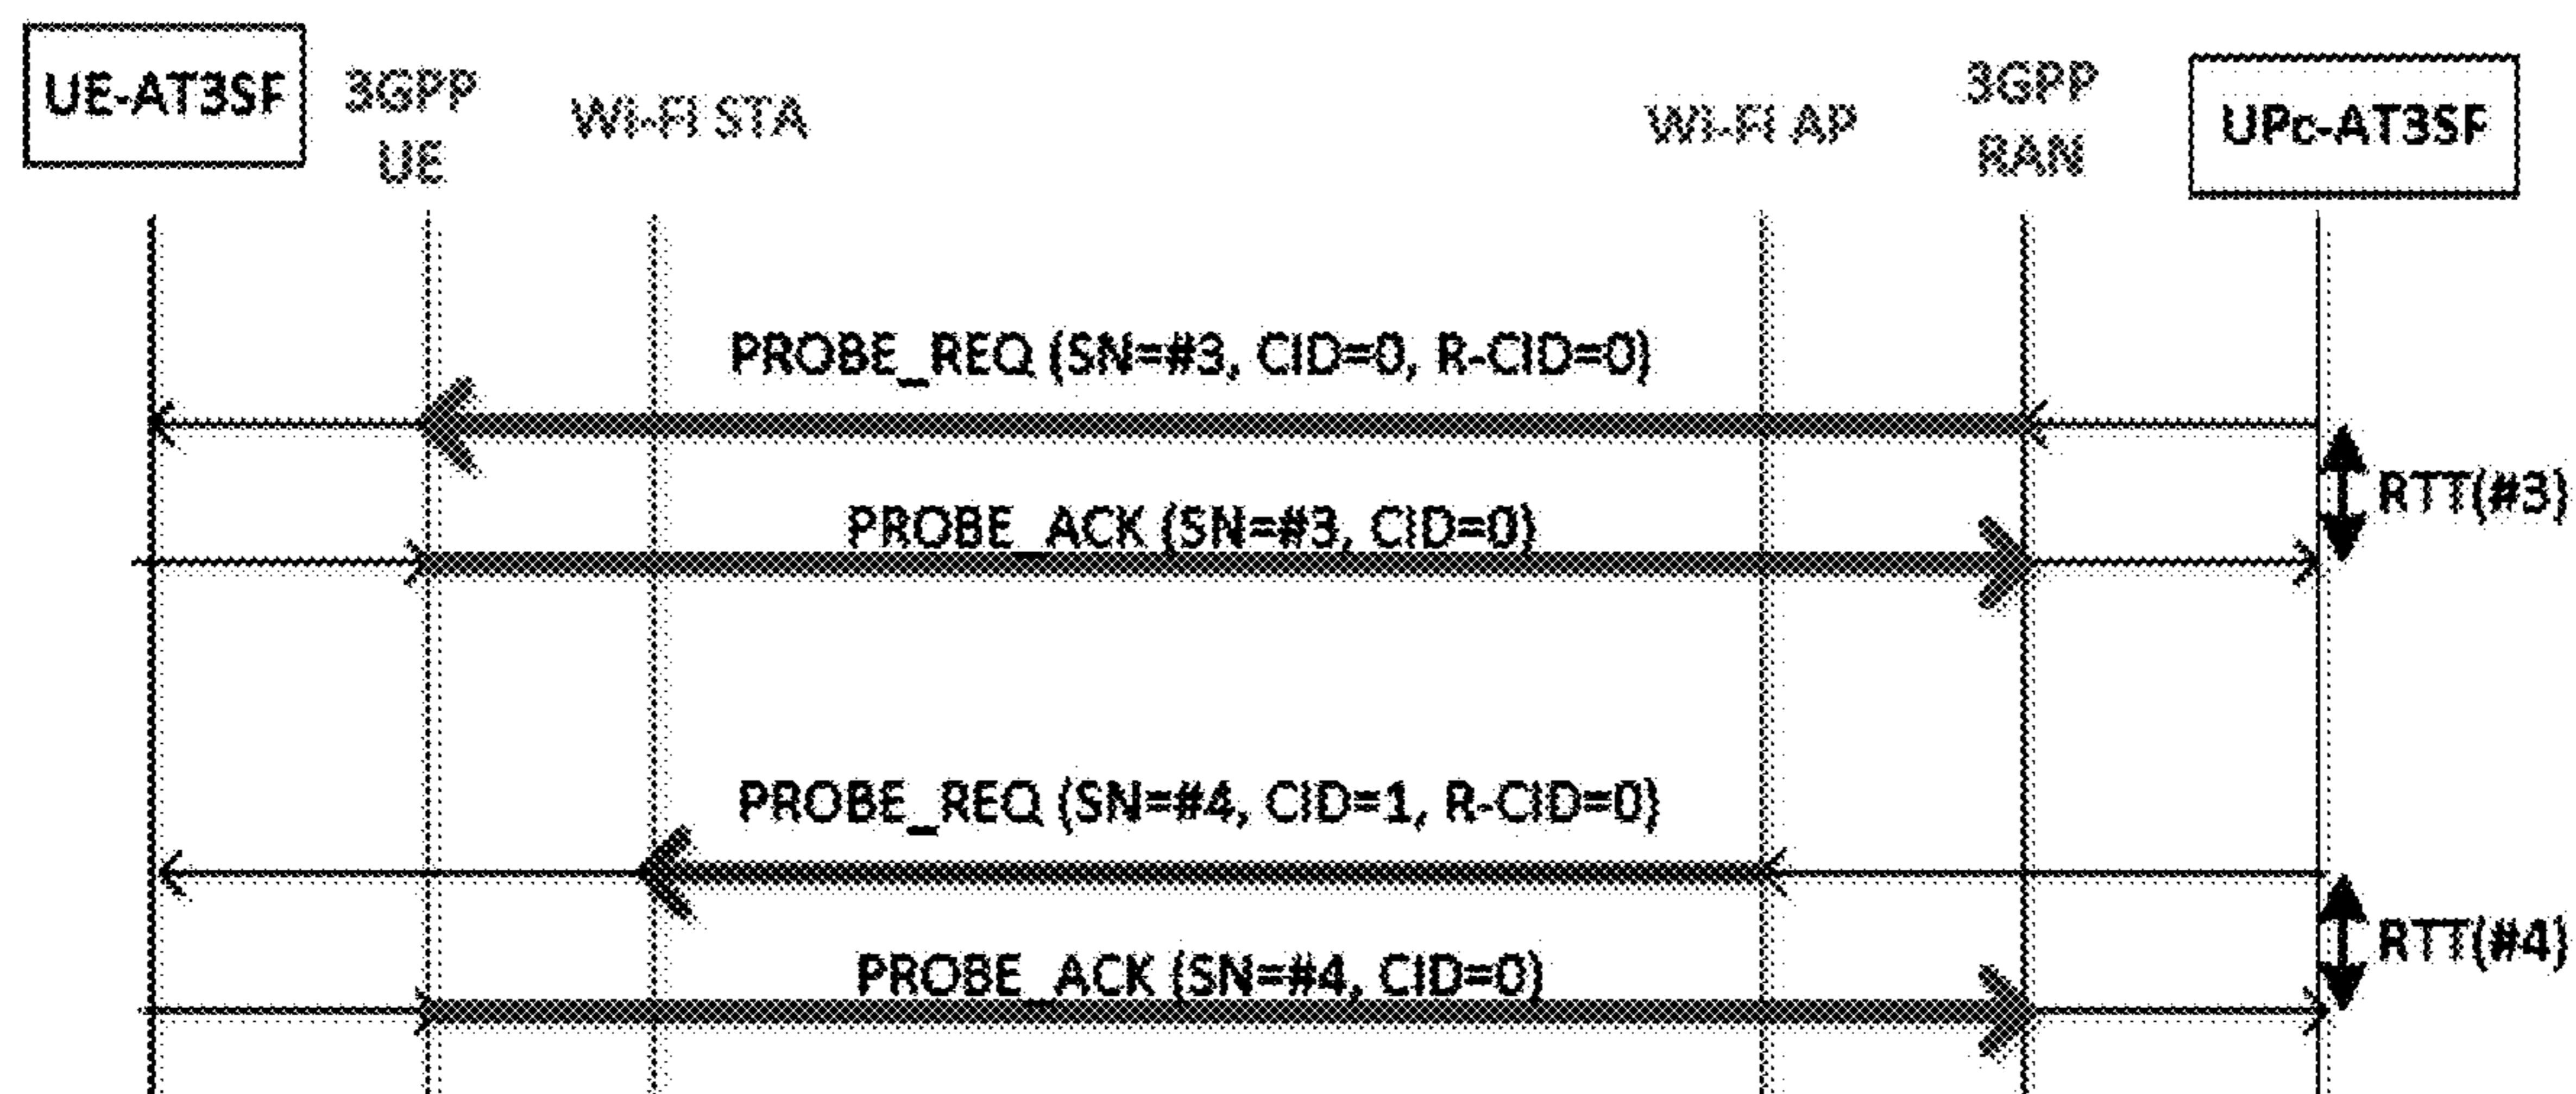 UE-AT3SF
3GPP
UE
WI-FI STA
WI-FI AP
3GPP
RAN
UPc-AT3SF
PROBE_REQ (SN=#3, CID=0, R-CID=0)
RTT(#3)
PROBE_ACK (SN=#3, CID=0)
PROBE_REQ (SN=#4, CID=1, R-CID=0)
RTT(#4)
PROBE_ACK (SN=#4, CID=0)